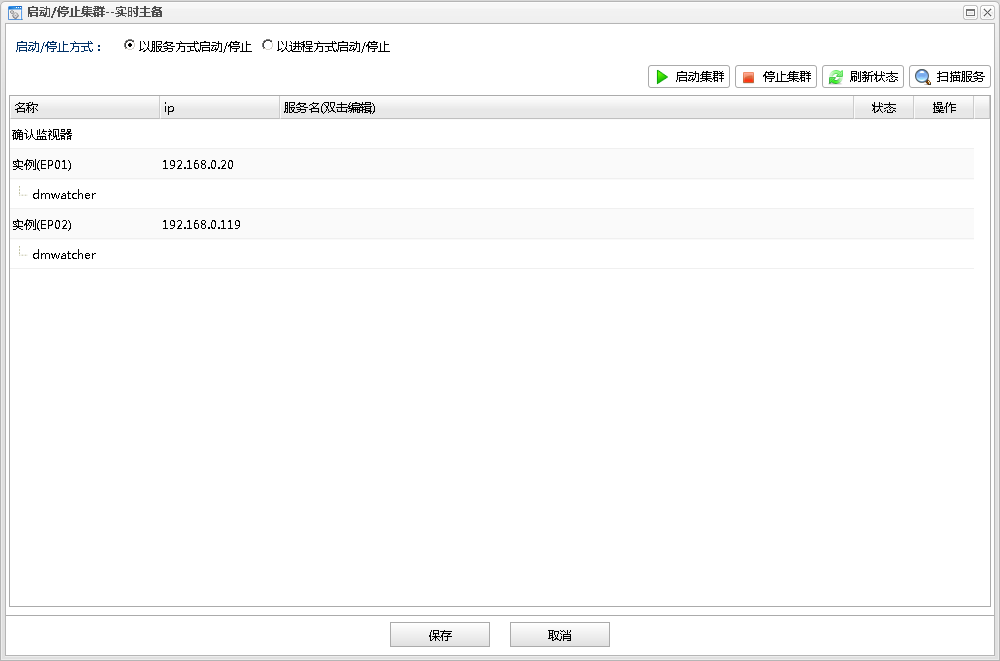 启动/停止集群--实时主备
启动/停止方式： 以服务方式启动/停止 以进程方式启动/停止
启动集群 停止集群 刷新状态 扫描服务
名称 ip 服务名(双击编辑) 状态 操作
确认监视器
实例(EP01) 192.168.0.20
dmwatcher
实例(EP02) 192.168.0.119
dmwatcher
保存 取消